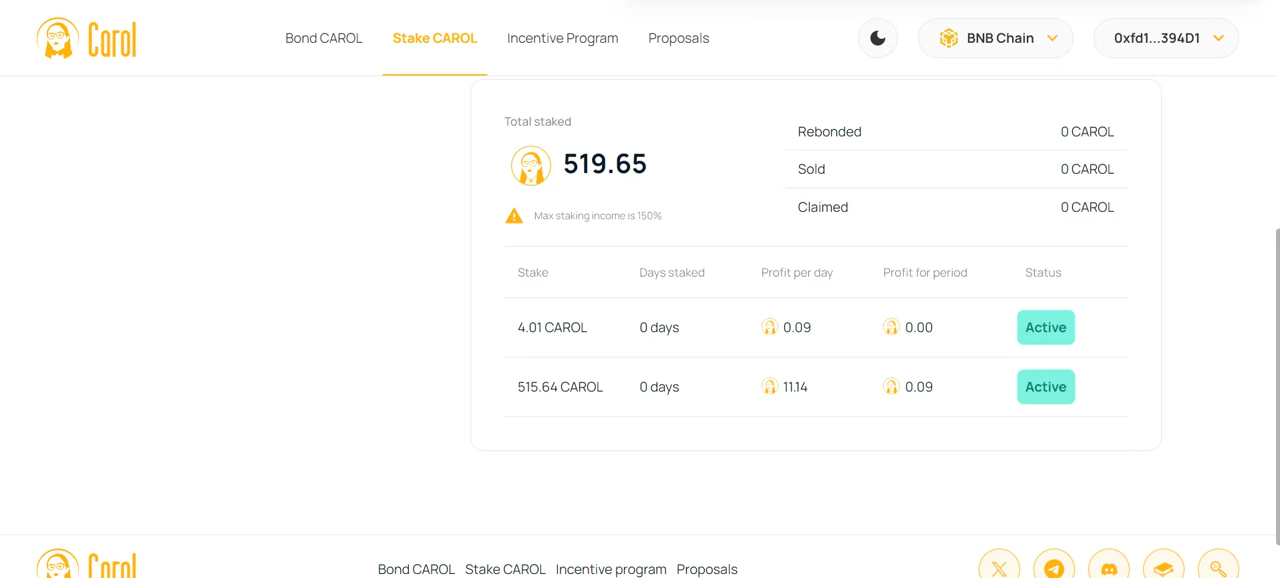 Carol
Bond CAROL Stake CAROL Incentive Program Proposals BNB Chain 0xfd1...394D1
Total staked
519.65
Max staking income is 150%
Rebonded 0 CAROL
Sold 0 CAROL
Claimed 0 CAROL
Stake Days staked Profit per day Profit for period Status
4.01 CAROL 0 days 0.09 0.00 Active
515.64 CAROL 0 days 11.14 0.09 Active
Carol
Bond CAROL Stake CAROL Incentive program Proposals